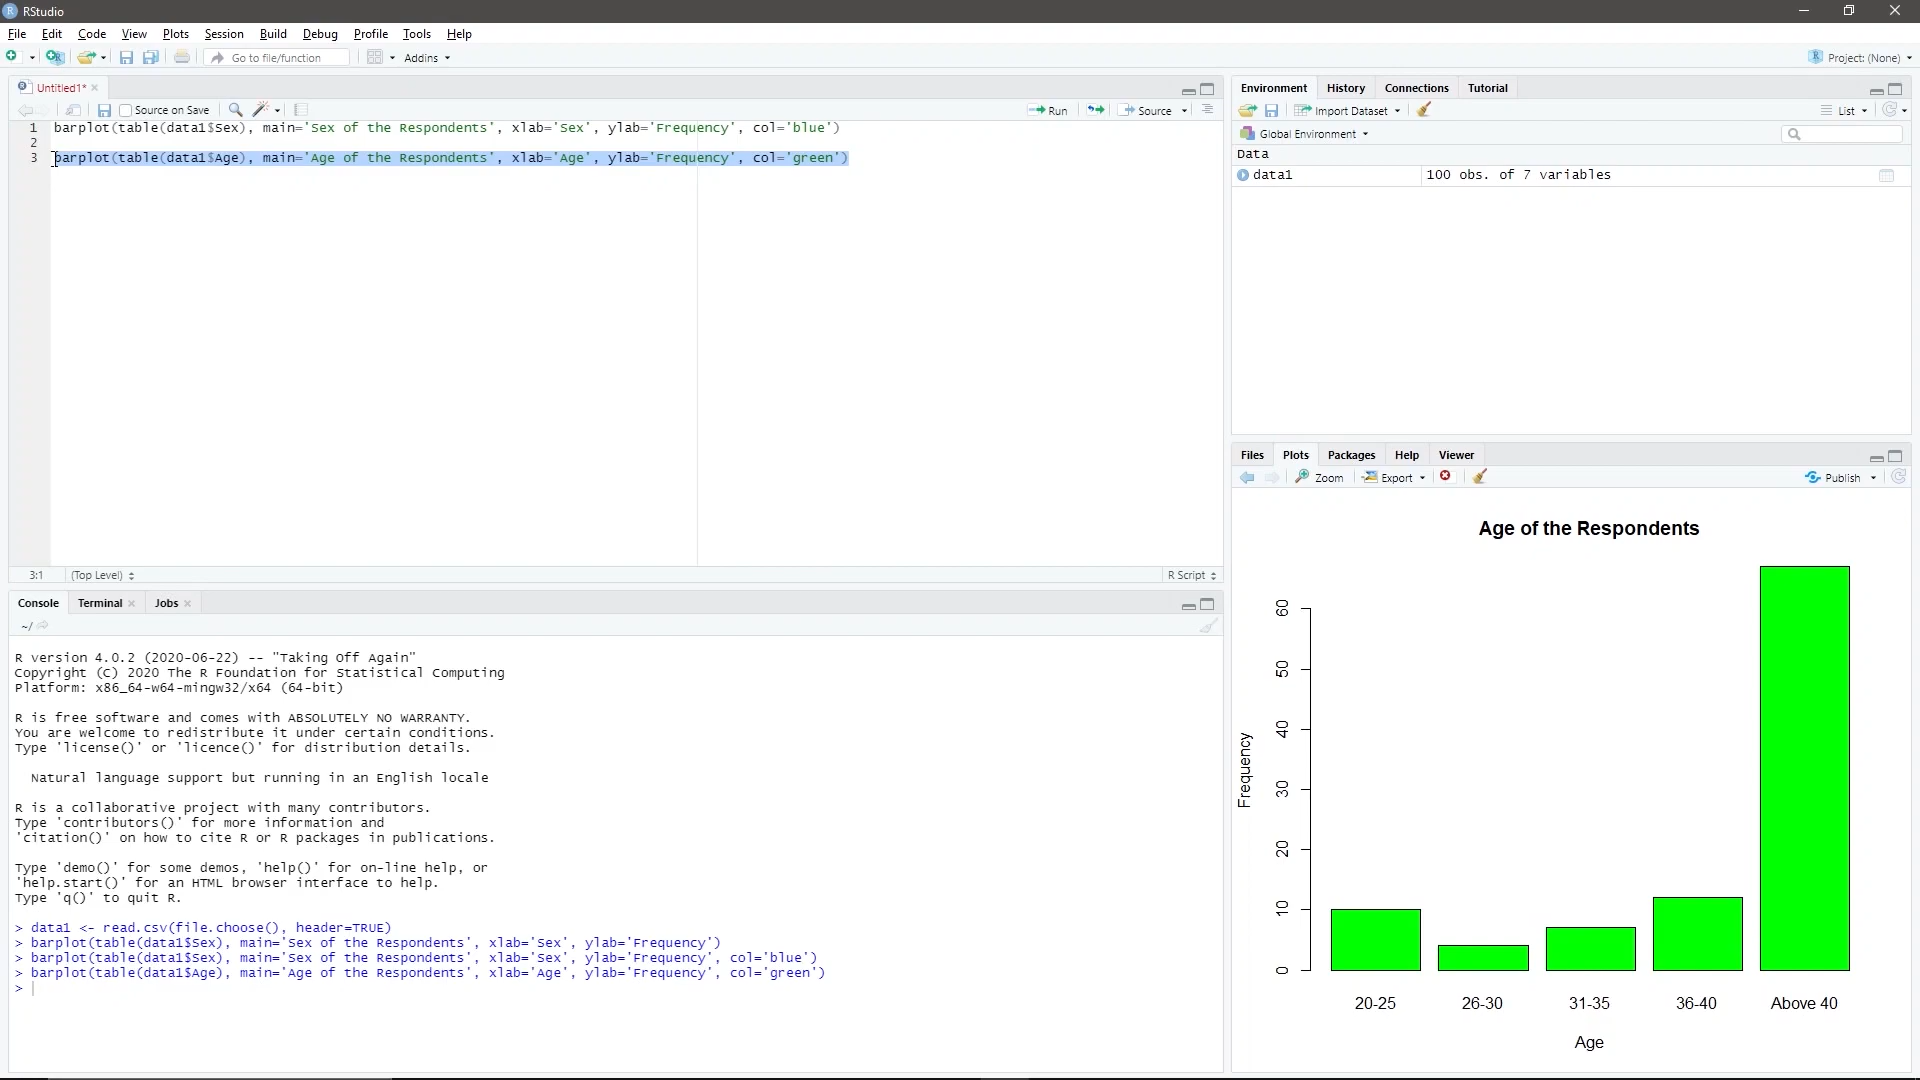 RStudio
File Edit Code View Plots Session Build Debug Profile Tools Help
Go to file/function Addins Project: (None)
Untitled1*
Source on Save Run Source
1 barplot(table(data1$Sex), main='Sex of the Respondents', xlab='Sex', ylab='Frequency', col='blue')
2
3 barplot(table(data1$Age), main='Age of the Respondents', xlab='Age', ylab='Frequency', col='green')
3:1 (Top Level) R Script
Console Terminal Jobs
~/
R version 4.0.2 (2020-06-22) -- "Taking Off Again"
Copyright (C) 2020 The R Foundation for Statistical Computing
Platform: x86_64-w64-mingw32/x64 (64-bit)
R is free software and comes with ABSOLUTELY NO WARRANTY.
You are welcome to redistribute it under certain conditions.
Type 'license()' or 'licence()' for distribution details.
Natural language support but running in an English locale
R is a collaborative project with many contributors.
Type 'contributors()' for more information and
'citation()' on how to cite R or R packages in publications.
Type 'demo()' for some demos, 'help()' for on-line help, or
'help.start()' for an HTML browser interface to help.
Type 'q()' to quit R.
> data1 <- read.csv(file.choose(), header=TRUE)
> barplot(table(data1$Sex), main='Sex of the Respondents', xlab='Sex', ylab='Frequency')
> barplot(table(data1$Sex), main='Sex of the Respondents', xlab='Sex', ylab='Frequency', col='blue')
> barplot(table(data1$Age), main='Age of the Respondents', xlab='Age', ylab='Frequency', col='green')
>
Environment History Connections Tutorial
Import Dataset List
Global Environment
Data
data1 100 obs. of 7 variables
Files Plots Packages Help Viewer
Zoom Export Publish
Age of the Respondents
Frequency
60
50
40
30
20
10
0
20-25 26-30 31-35 36-40 Above 40
Age